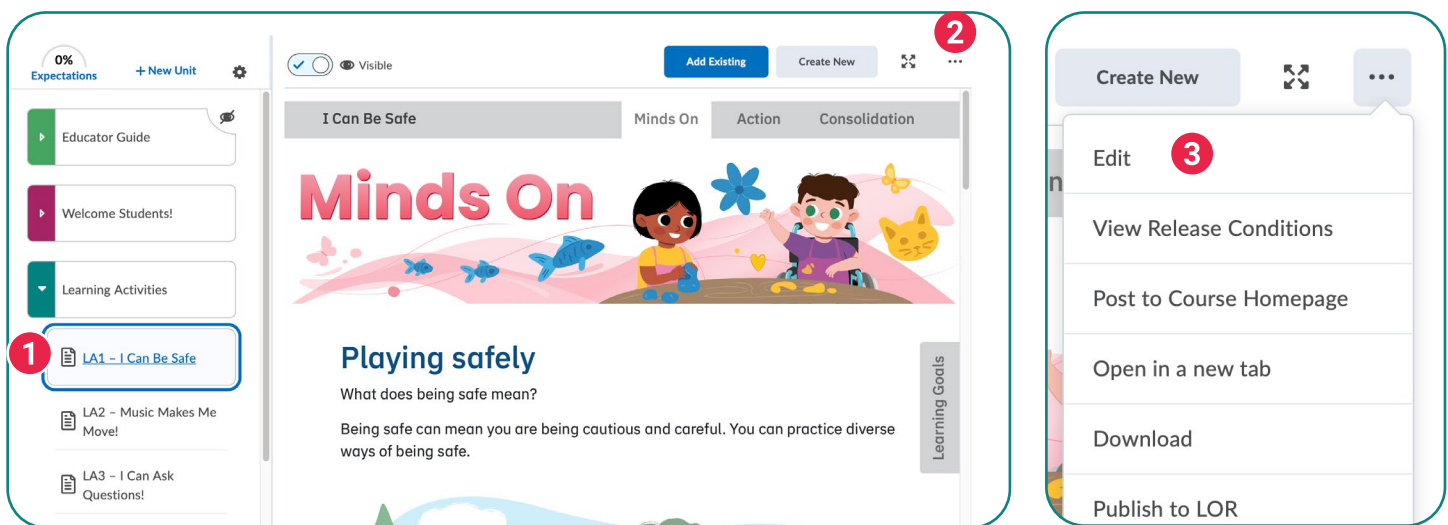 0%
Expectations
+ New Unit
Educator Guide
Welcome Students!
Learning Activities
1
LA1 – I Can Be Safe
LA2 – Music Makes Me
Move!
LA3 – I Can Ask
Questions!
2
Visible
Add Existing
Create New
...
I Can Be Safe
Minds On
Action
Consolidation
Minds On
Playing safely
What does being safe mean?
Being safe can mean you are being cautious and careful. You can practice diverse
ways of being safe.
Learning Goals
Create New
...
n
Edit
3
View Release Conditions
Post to Course Homepage
Open in a new tab
Download
Publish to LOR